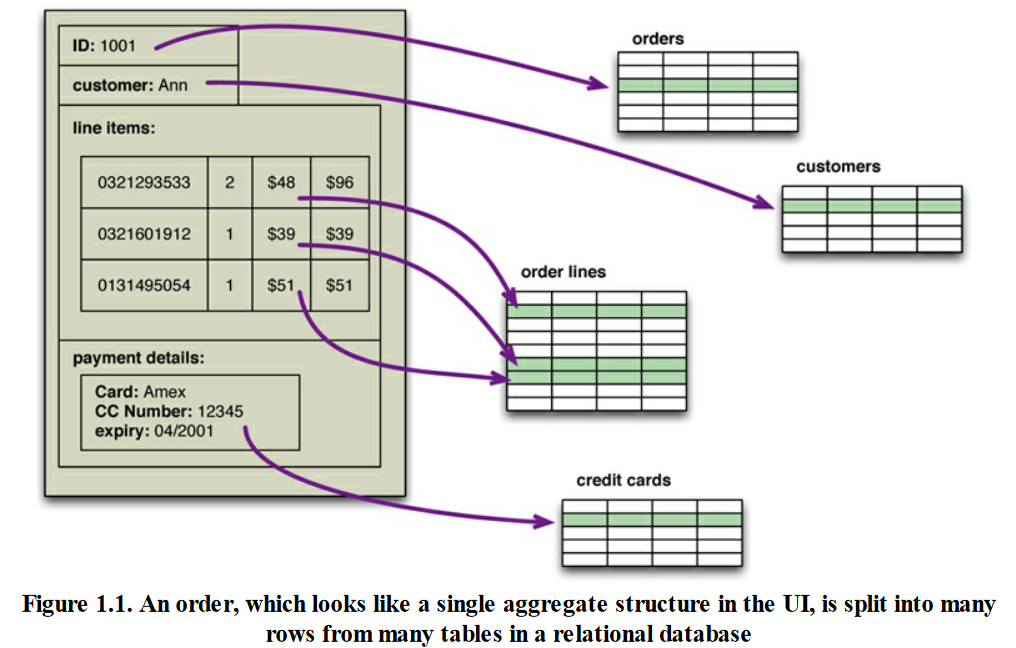 ID: 1001
customer: Ann
line items:
0321293533 2 $48 $96
0321601912 1 $39 $39
0131495054 1 $51 $51
payment details:
Card: Amex
CC Number: 12345
expiry: 04/2001
orders
customers
order lines
credit cards
Figure 1.1. An order, which looks like a single aggregate structure in the UI, is split into many
rows from many tables in a relational database